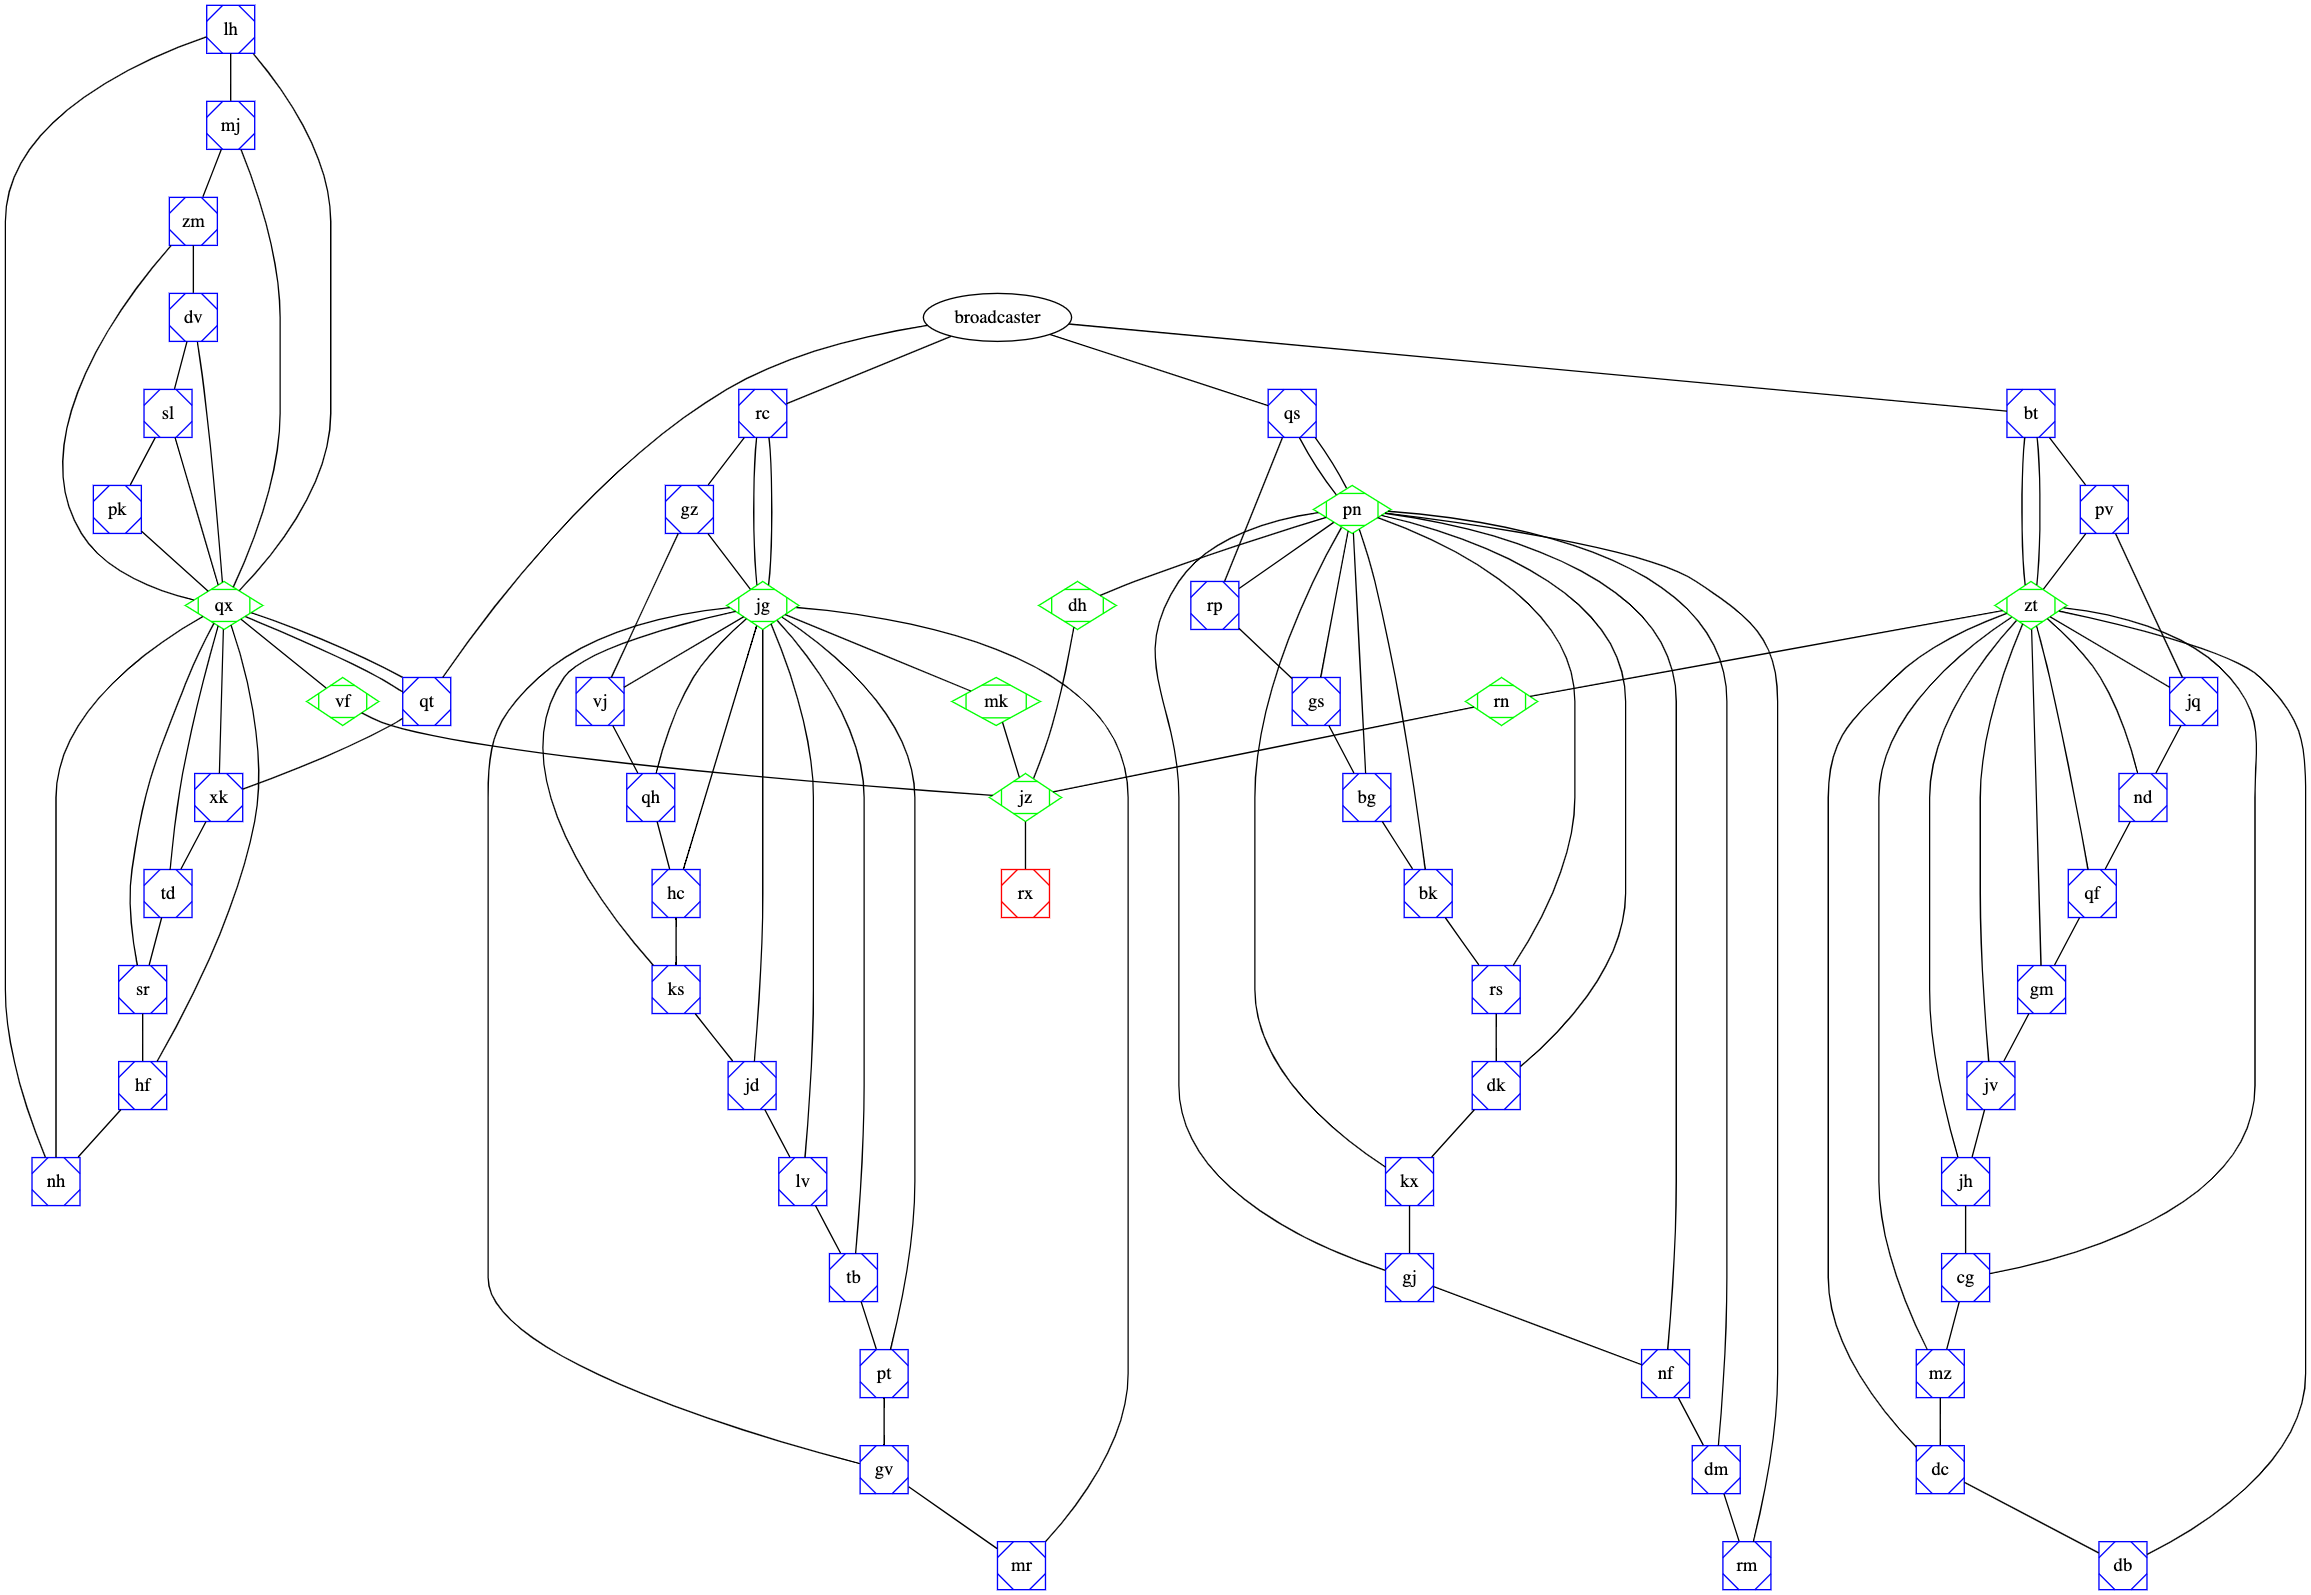 lh
mj
zm
dv
broadcaster
sl
rc
qs
bt
pk
gz
pn
pv
qx
jg
dh
rp
zt
vf
qt
vj
mk
gs
rn
jq
xk
qh
jz
bg
nd
td
hc
rx
bk
qf
sr
ks
rs
gm
hf
jd
dk
jv
nh
lv
kx
jh
tb
gj
cg
pt
nf
mz
gv
dm
dc
mr
rm
db